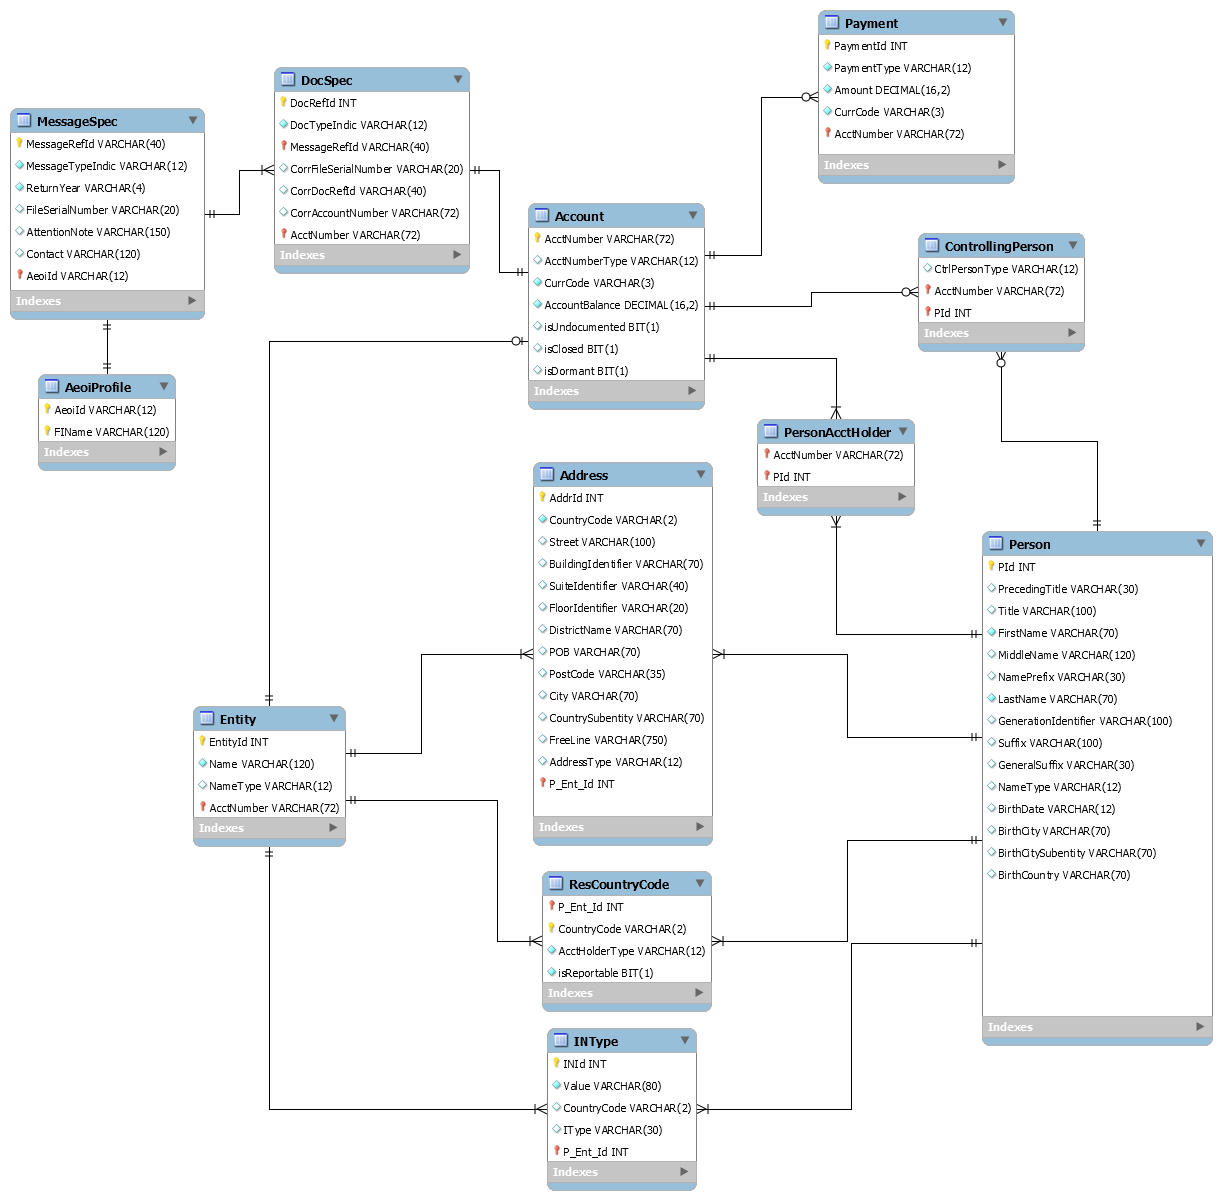 Payment
PaymentId INT
PaymentType VARCHAR(12)
Amount DECIMAL(16,2)
CurrCode VARCHAR(3)
AcctNumber VARCHAR(72)
Indexes
DocSpec
DocRefId INT
DocTypeIndic VARCHAR(12)
MessageRefId VARCHAR(40)
CorrFileSerialNumber VARCHAR(20)
CorrDocRefId VARCHAR(40)
CorrAccountNumber VARCHAR(72)
AcctNumber VARCHAR(72)
Indexes
MessageSpec
MessageRefId VARCHAR(40)
MessageTypeIndic VARCHAR(12)
ReturnYear VARCHAR(4)
FileSerialNumber VARCHAR(20)
AttentionNote VARCHAR(150)
Contact VARCHAR(120)
AeoiId VARCHAR(12)
Indexes
Account
AcctNumber VARCHAR(72)
AcctNumberType VARCHAR(12)
CurrCode VARCHAR(3)
AccountBalance DECIMAL(16,2)
isUndocumented BIT(1)
isClosed BIT(1)
isDormant BIT(1)
Indexes
ControllingPerson
CtrlPersonType VARCHAR(12)
AcctNumber VARCHAR(72)
PId INT
Indexes
AeoiProfile
AeoiId VARCHAR(12)
FIName VARCHAR(120)
Indexes
PersonAcctHolder
AcctNumber VARCHAR(72)
PId INT
Indexes
Address
AddrId INT
CountryCode VARCHAR(2)
Street VARCHAR(100)
BuildingIdentifier VARCHAR(70)
SuiteIdentifier VARCHAR(40)
FloorIdentifier VARCHAR(20)
DistrictName VARCHAR(70)
POB VARCHAR(70)
PostCode VARCHAR(35)
City VARCHAR(70)
CountrySubentity VARCHAR(70)
FreeLine VARCHAR(750)
AddressType VARCHAR(12)
P_Ent_Id INT
Indexes
Person
PId INT
PrecedingTitle VARCHAR(30)
Title VARCHAR(100)
FirstName VARCHAR(70)
MiddleName VARCHAR(120)
NamePrefix VARCHAR(30)
LastName VARCHAR(70)
GenerationIdentifier VARCHAR(100)
Suffix VARCHAR(100)
GeneralSuffix VARCHAR(30)
NameType VARCHAR(12)
BirthDate VARCHAR(12)
BirthCity VARCHAR(70)
BirthCitySubentity VARCHAR(70)
BirthCountry VARCHAR(70)
Indexes
Entity
EntityId INT
Name VARCHAR(120)
NameType VARCHAR(12)
AcctNumber VARCHAR(72)
Indexes
ResCountryCode
P_Ent_Id INT
CountryCode VARCHAR(2)
AcctHolderType VARCHAR(12)
isReportable BIT(1)
Indexes
INType
INId INT
Value VARCHAR(80)
CountryCode VARCHAR(2)
IType VARCHAR(30)
P_Ent_Id INT
Indexes